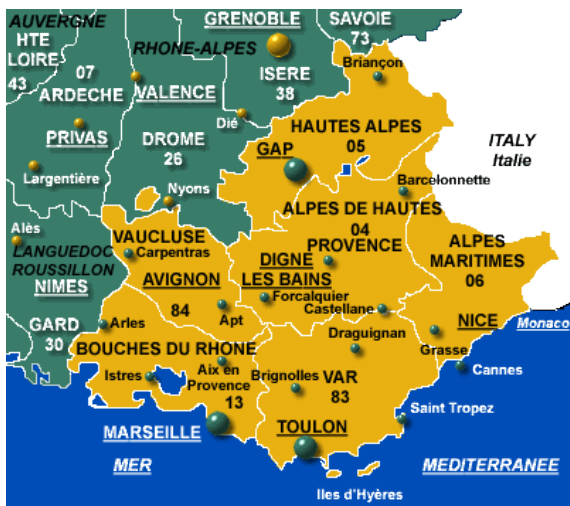 GRENOBLE
SAVOIE
73
AUVERGNE
HTE
LOIRE
43
RHONE-ALPES
07
ARDECHE
ISERE
38
Briançon
VALENCE
Dié
PRIVAS
DROME
26
HAUTES ALPES
05
GAP
ITALY
Italie
Largentière
Nyons
Barcelonnette
Alès
LANGUEDOC
ROUSSILLON
NIMES
VAUCLUSE
Carpentras
AVIGNON
84
ALPES DE HAUTES
04
PROVENCE
DIGNE
LES BAINS
Forcalquier
Castellane
ALPES
MARITIMES
06
NICE
Monaco
GARD
30
Arles
Apt
BOUCHES DU RHONE
Istres
Aix en
Provence
13
Draguignan
Brignolles
VAR
83
Grasse
Cannes
MARSEILLE
TOULON
Saint Tropez
MER
MEDITERRANEE
Iles d'Hyères